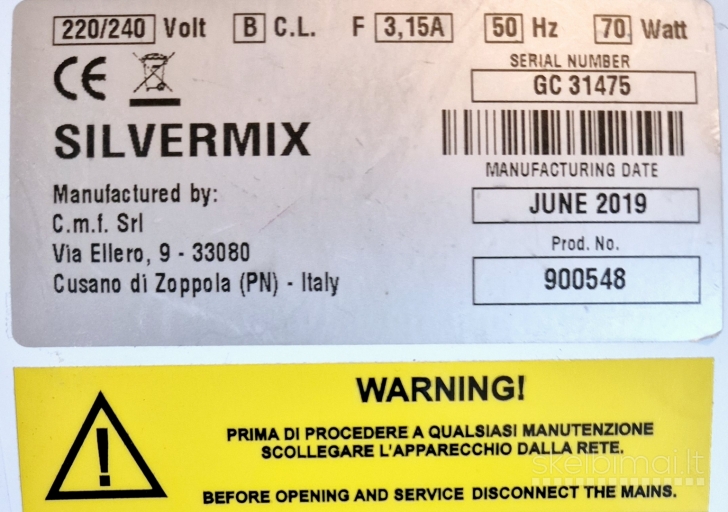 220/240 Volt B C.L. F 3,15A 50 Hz 70 Watt
CE
SERIAL NUMBER
GC 31475
SILVERMIX
MANUFACTURING DATE
JUNE 2019
Manufactured by:
C.m.f. Srl
Via Ellero, 9 - 33080
Cusano di Zoppola (PN) - Italy
Prod. No.
900548
WARNING!
PRIMA DI PROCEDERE A QUALSIASI MANUTENZIONE
SCOLLEGARE L'APPARECCHIO DALLA RETE.
BEFORE OPENING AND SERVICE DISCONNECT THE MAINS.
skelbimai.lt